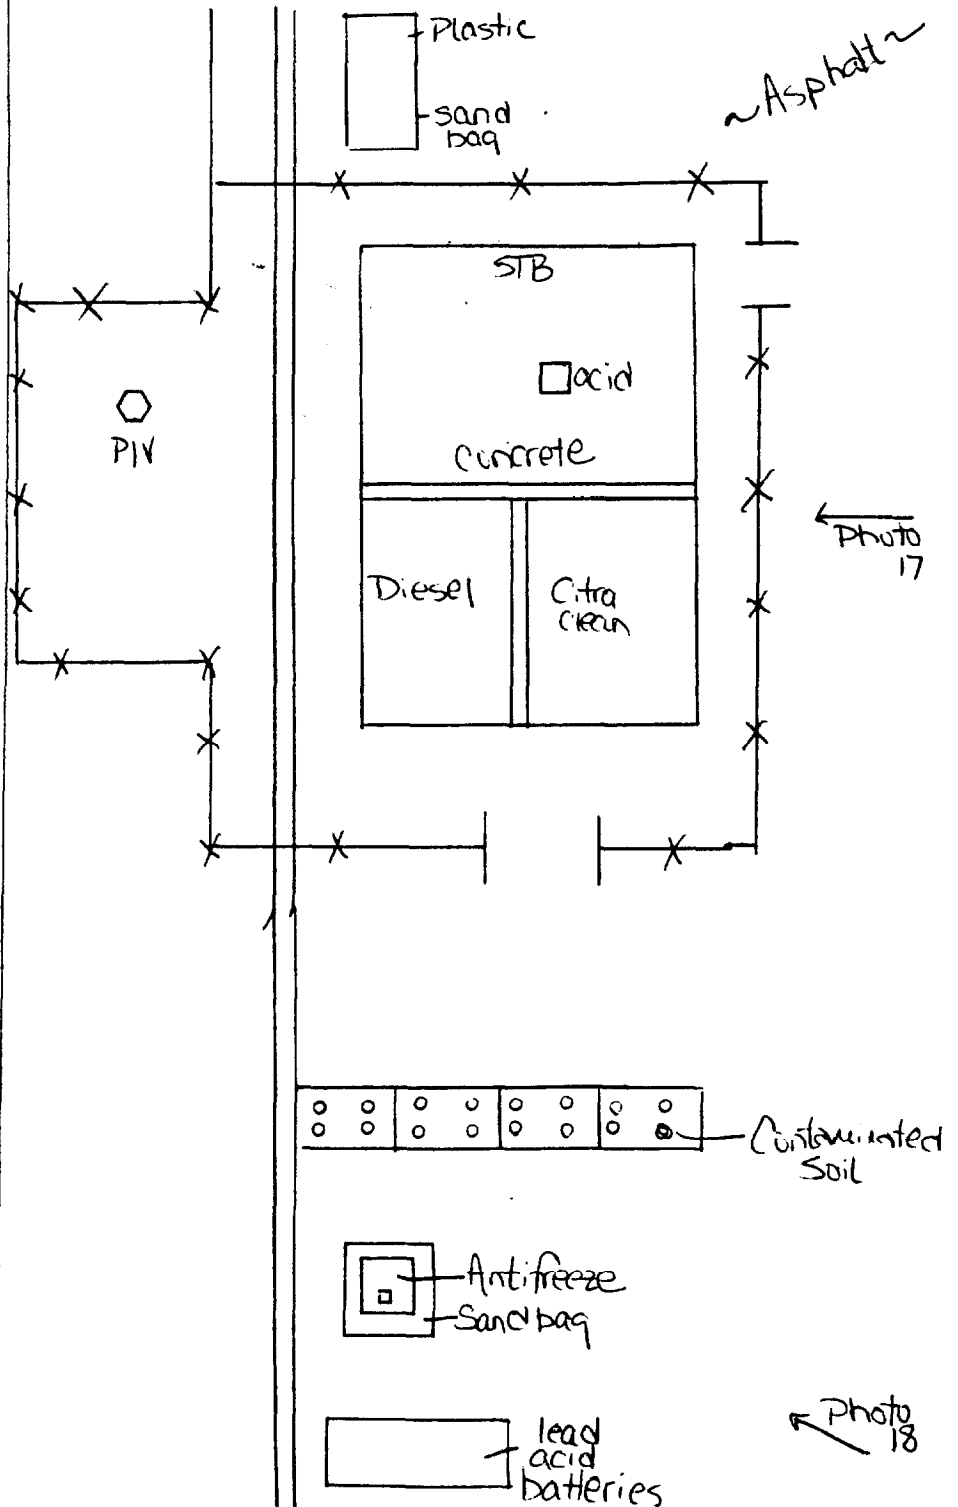 Plastic
sand
bag
~Asphalt~
STB
acid
PIV
Concrete
Photo
17
Diesel
Citra
clean
Contaminated
Soil
Antifreeze
Sandbag
Photo
18
lead
acid
batteries